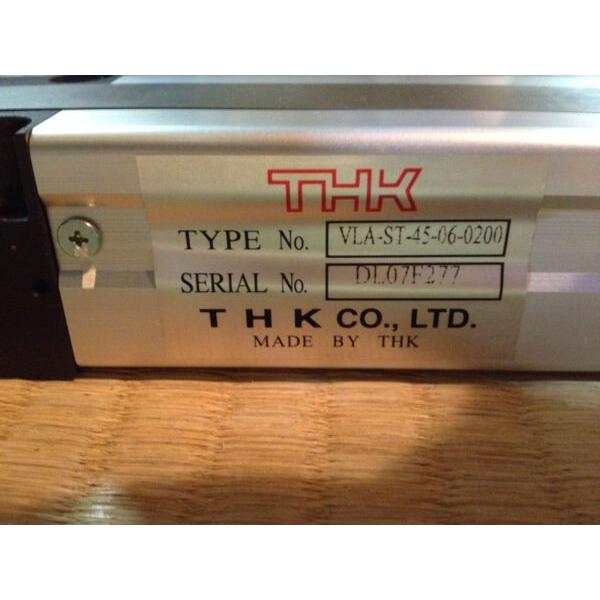 THK
TYPE No. VLA-ST-45-06-0200
SERIAL No. DL07F277
T H K CO., LTD.
MADE BY THK